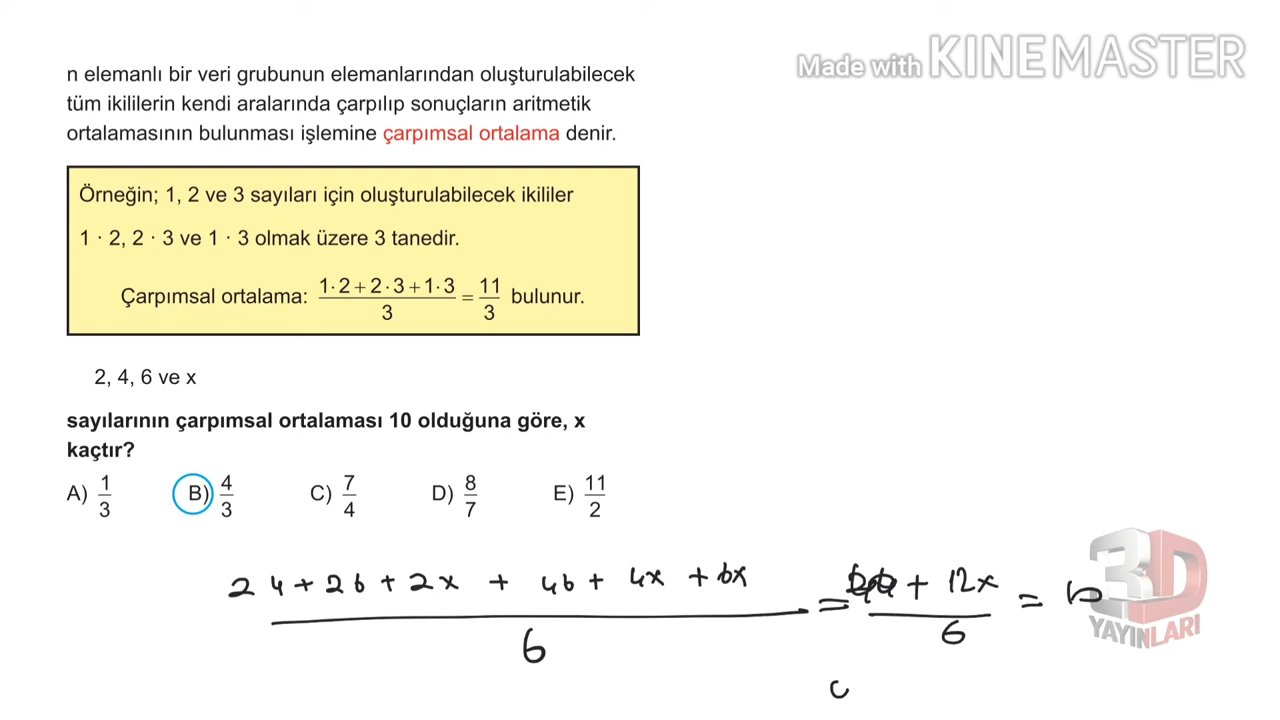 Made with KINEMASTER
n elemanlı bir veri grubunun elemanlarından oluşturulabilecek
tüm ikililerin kendi aralarında çarpılıp sonuçların aritmetik
ortalamasının bulunması işlemine çarpımsal ortalama denir.
Örneğin; 1, 2 ve 3 sayıları için oluşturulabilecek ikililer
1 · 2, 2 · 3 ve 1 · 3 olmak üzere 3 tanedir.
Çarpımsal ortalama: (1·2+2·3+1·3)/3 = 11/3 bulunur.
2, 4, 6 ve x
sayılarının çarpımsal ortalaması 10 olduğuna göre, x
kaçtır?
A) 1/3 B) 4/3 C) 7/4 D) 8/7 E) 11/2
(2 4 + 2 6 + 2x + 4 6 + 4x + 6x)/6 = + 12x/6 =
3D
YAYINLARI